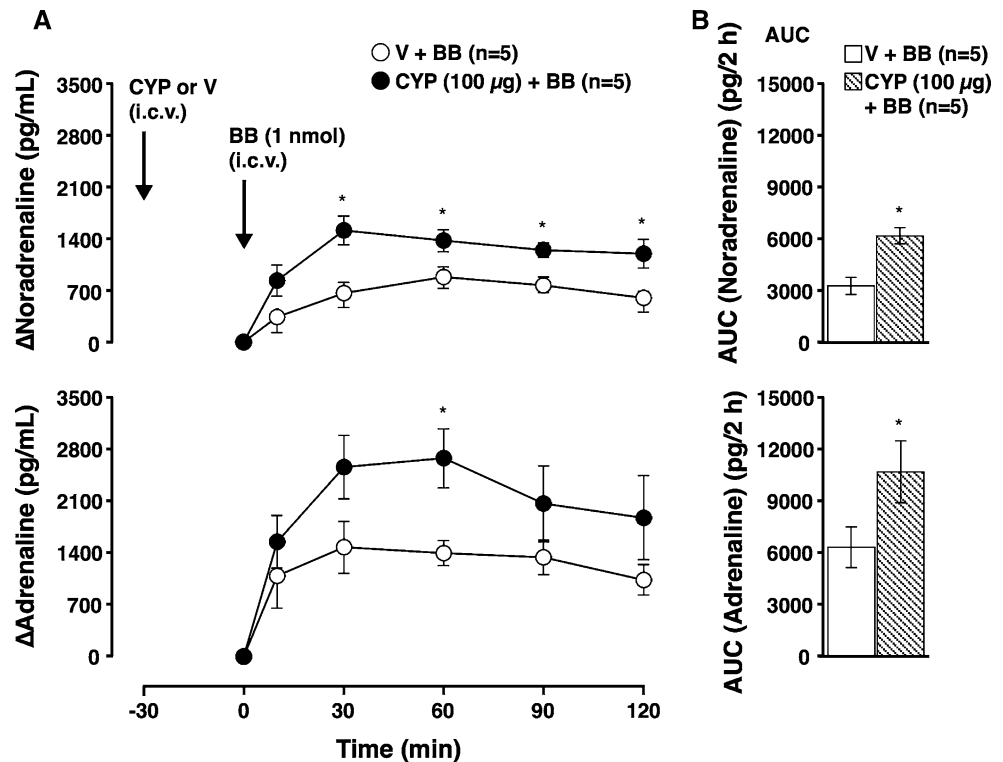 A
V + BB (n=5)
CYP (100 µg) + BB (n=5)
CYP or V
(i.c.v.)
BB (1 nmol)
(i.c.v.)
ΔNoradrenaline (pg/mL)
3500
2800
2100
1400
700
0
*
*
*
*
ΔAdrenaline (pg/mL)
3500
2800
2100
1400
700
0
*
-30
0
30
60
90
120
Time (min)
B
AUC
V + BB (n=5)
CYP (100 µg)
+ BB (n=5)
AUC (Noradrenaline) (pg/2 h)
15000
12000
9000
6000
3000
0
*
AUC (Adrenaline) (pg/2 h)
15000
12000
9000
6000
3000
0
*